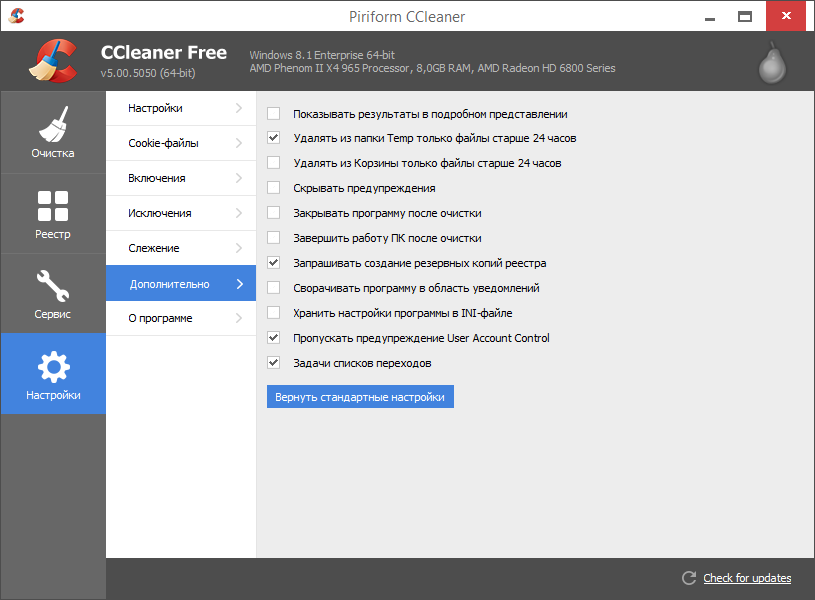 Piriform CCleaner
CCleaner Free
v5.00.5050 (64-bit)
Windows 8.1 Enterprise 64-bit
AMD Phenom II X4 965 Processor, 8,0GB RAM, AMD Radeon HD 6800 Series
Очистка
Реестр
Сервис
Настройки
Настройки
Cookie-файлы
Включения
Исключения
Слежение
Дополнительно
О программе
Показывать результаты в подробном представлении
Удалять из папки Temp только файлы старше 24 часов
Удалять из Корзины только файлы старше 24 часов
Скрывать предупреждения
Закрывать программу после очистки
Завершить работу ПК после очистки
Запрашивать создание резервных копий реестра
Сворачивать программу в область уведомлений
Хранить настройки программы в INI-файле
Пропускать предупреждение User Account Control
Задачи списков переходов
Вернуть стандартные настройки
Check for updates